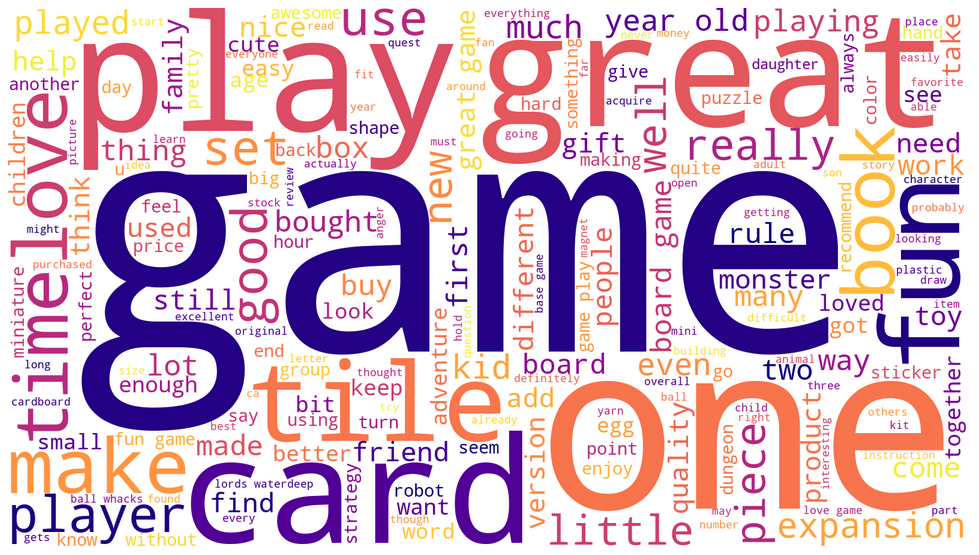 played
start
play
nice
awesome
read
use
great
much
year old
playing
place
hand
take
help
cute
everyone
easy
age
quest
everything
fan
far
something
never
money
give
daughter
always
color
easily
favorite
able
see
another
day
family
pretty
year
fit
around
acquire
puzzle
children
picture
love
thing
learn
u
idea
set
back
shape
box
actually
must
great game
going
hard
gift
making
well
really
need
work
think
feel
used
price
big
review
stock
bought
hour
anger
new
first
quite
adult
open
son
story
book
recommend
character
probably
looking
fun
time
might
purchased
perfect
miniature
still
excellent
good
original
game
look
buy
base game
different
game play
magnet
people
board game
getting
rule
monster
many
difficult
mini
loved
got
plastic
draw
item
toy
long
cardboard
size
lot
enough
end
letter
group
ca
tile
thought
keep
adventure
hold
question
kid
board
definitely
building
even
go
two
way
animal
sticker
together
small
fun game
say
best
bit
using
turn
try
already
add
one
overall
ball
yarn
egg
point
enjoy
quality
child
right
three
product
interesting
others
kit
make
made
better
friend
seem
version
dungeon
piece
instruction
come
player
ball whacks
found
card
lords waterdeep
find
every
strategy
robot
want
though
word
little
may
number
love game
expansion
part
gets
know
without